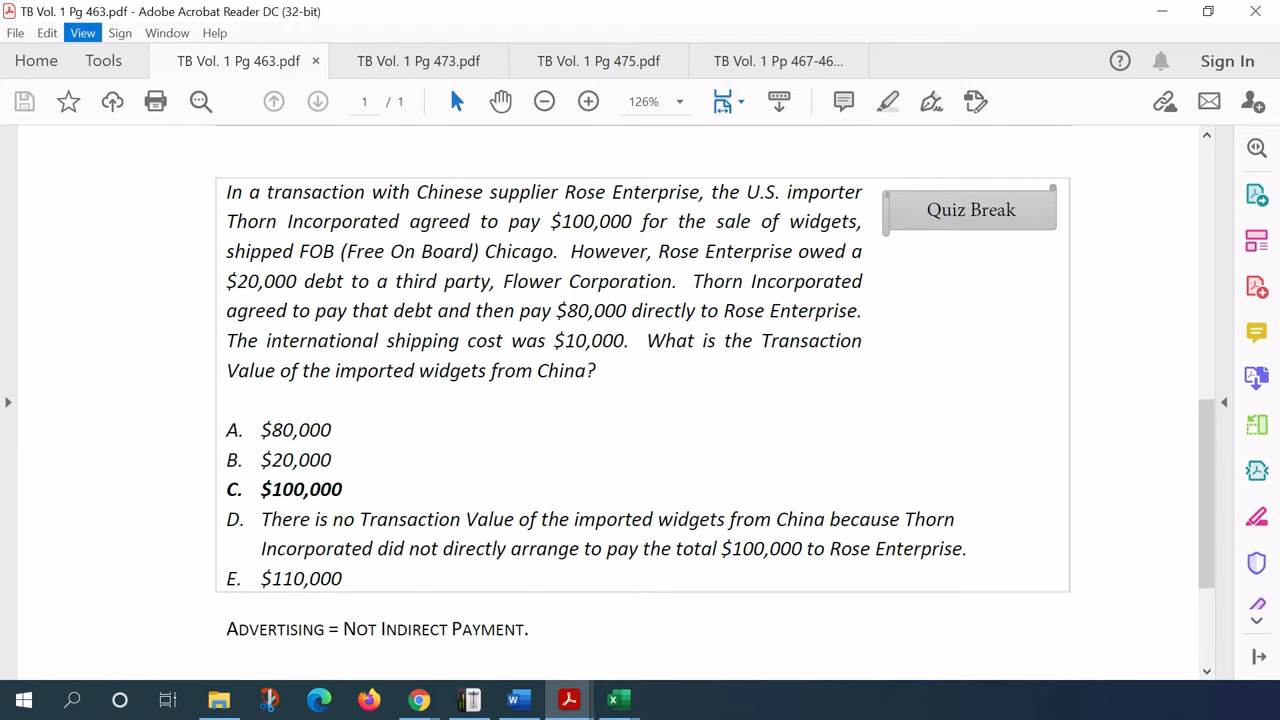 TB Vol. 1 Pg 463.pdf - Adobe Acrobat Reader DC (32-bit)
File Edit View Sign Window Help
Home Tools TB Vol. 1 Pg 463.pdf × TB Vol. 1 Pg 473.pdf TB Vol. 1 Pg 475.pdf TB Vol. 1 Pp 467-46... Sign In
1 / 1 126%
In a transaction with Chinese supplier Rose Enterprise, the U.S. importer
Quiz Break
Thorn Incorporated agreed to pay $100,000 for the sale of widgets,
shipped FOB (Free On Board) Chicago. However, Rose Enterprise owed a
$20,000 debt to a third party, Flower Corporation. Thorn Incorporated
agreed to pay that debt and then pay $80,000 directly to Rose Enterprise.
The international shipping cost was $10,000. What is the Transaction
Value of the imported widgets from China?
A. $80,000
B. $20,000
C. $100,000
D. There is no Transaction Value of the imported widgets from China because Thorn
Incorporated did not directly arrange to pay the total $100,000 to Rose Enterprise.
E. $110,000
ADVERTISING = NOT INDIRECT PAYMENT.